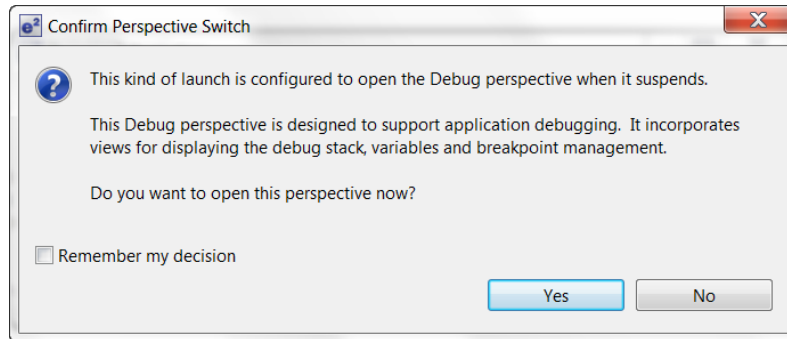 e² Confirm Perspective Switch
This kind of launch is configured to open the Debug perspective when it suspends.
This Debug perspective is designed to support application debugging. It incorporates
views for displaying the debug stack, variables and breakpoint management.
Do you want to open this perspective now?
Remember my decision
Yes No